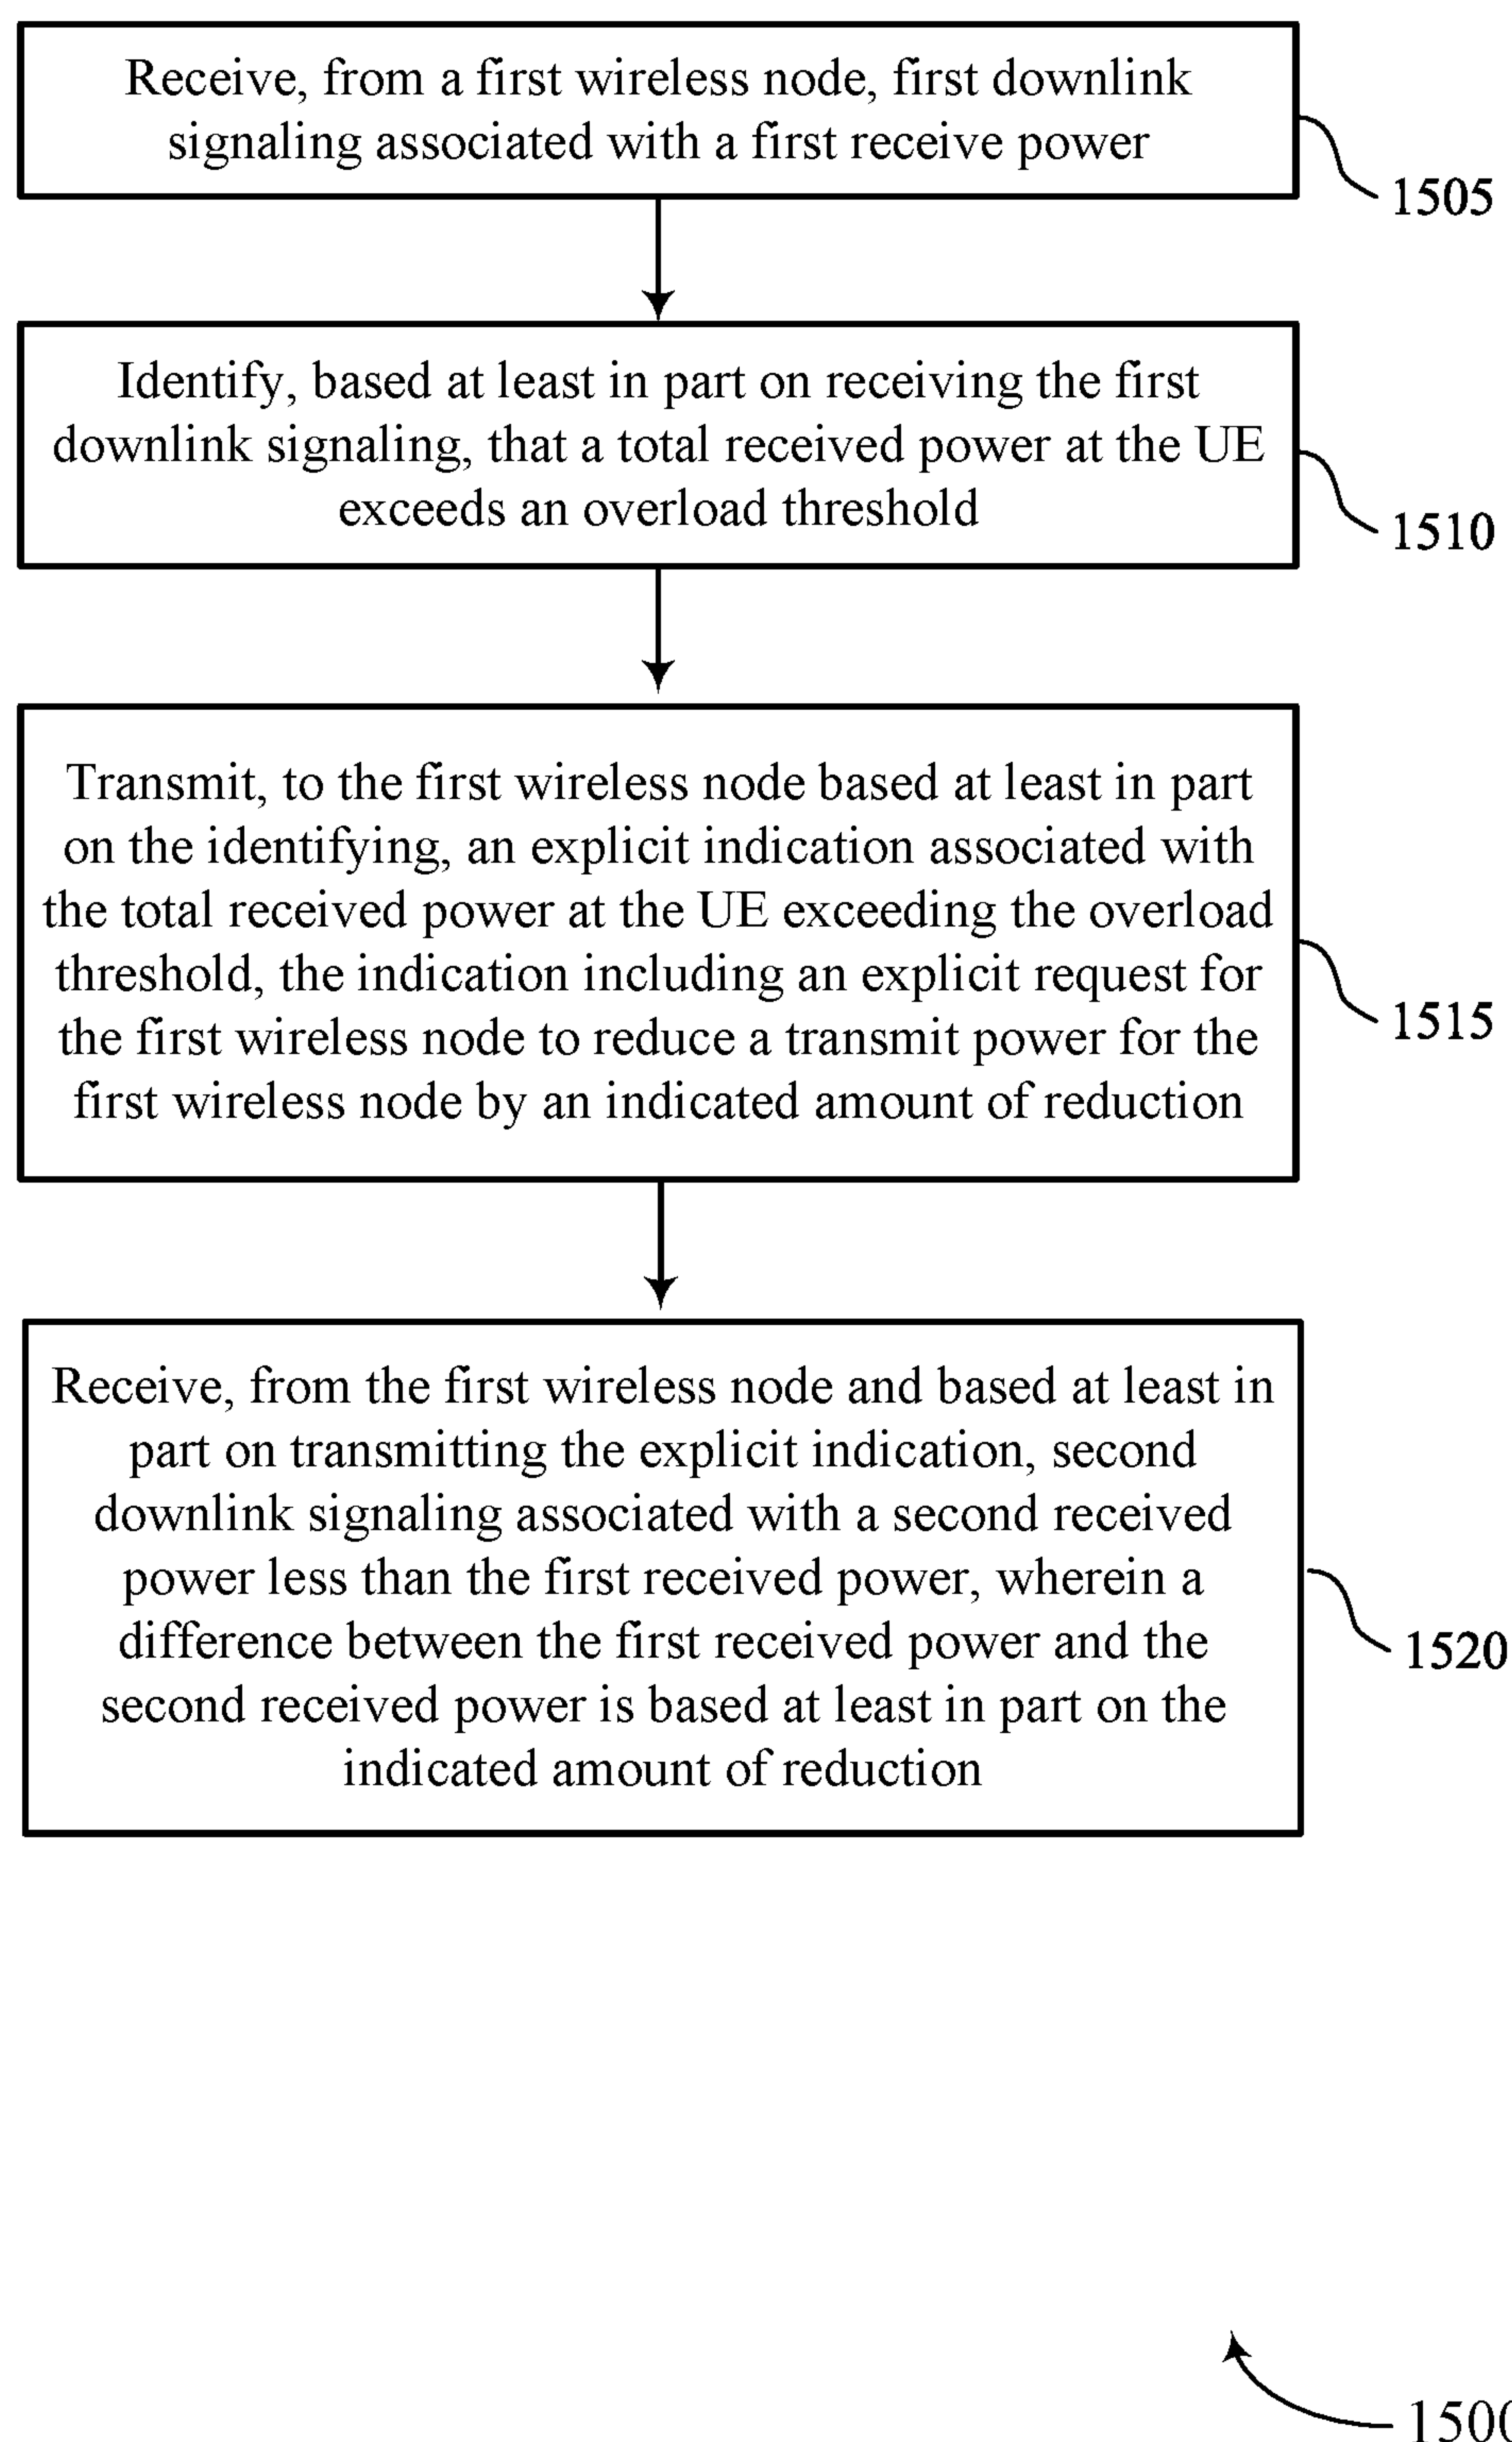 Receive, from a first wireless node, first downlink
signaling associated with a first receive power
1505
Identify, based at least in part on receiving the first
downlink signaling, that a total received power at the UE
exceeds an overload threshold
1510
Transmit, to the first wireless node based at least in part
on the identifying, an explicit indication associated with
the total received power at the UE exceeding the overload
threshold, the indication including an explicit request for
the first wireless node to reduce a transmit power for the
first wireless node by an indicated amount of reduction
1515
Receive, from the first wireless node and based at least in
part on transmitting the explicit indication, second
downlink signaling associated with a second received
power less than the first received power, wherein a
difference between the first received power and the
second received power is based at least in part on the
indicated amount of reduction
1520
1500